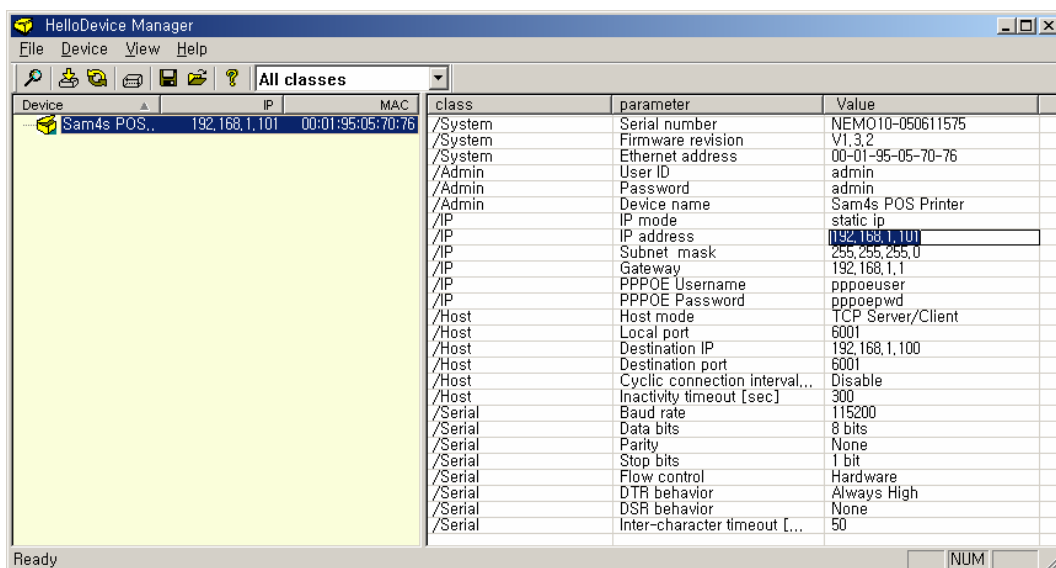 HelloDevice Manager
File Device View Help
All classes
Device IP MAC class parameter Value
Sam4s POS,, 192,168,1,101 00:01:95:05:70:76 /System Serial number NEMO10-050611575
/System Firmware revision V1,3,2
/System Ethernet address 00-01-95-05-70-76
/Admin User ID admin
/Admin Password admin
/Admin Device name Sam4s POS Printer
/IP IP mode static ip
/IP IP address 192,168,1,101
/IP Subnet mask 255,255,255,0
/IP Gateway 192,168,1,1
/IP PPPOE Username pppoeuser
/IP PPPOE Password pppoepwd
/Host Host mode TCP Server/Client
/Host Local port 6001
/Host Destination IP 192,168,1,100
/Host Destination port 6001
/Host Cyclic connection interval,,, Disable
/Host Inactivity timeout [sec] 300
/Serial Baud rate 115200
/Serial Data bits 8 bits
/Serial Parity None
/Serial Stop bits 1 bit
/Serial Flow control Hardware
/Serial DTR behavior Always High
/Serial DSR behavior None
/Serial Inter-character timeout [,,, 50
Ready NUM